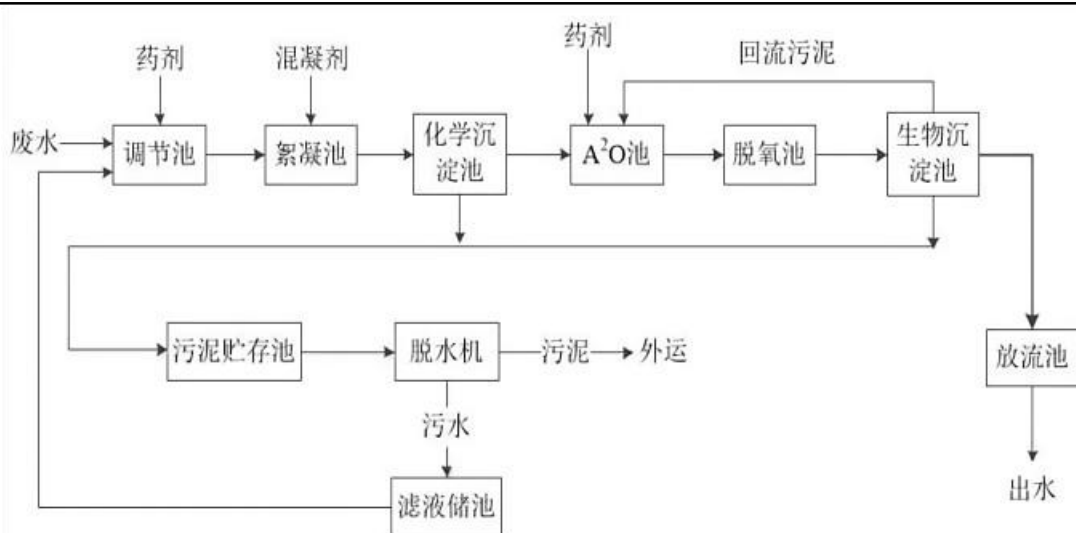 药剂
混凝剂
药剂
回流污泥
废水
调节池
絮凝池
化学沉
淀池
A²O池
脱氧池
生物沉
淀池
污泥贮存池
脱水机
污泥
外运
放流池
污水
滤液储池
出水